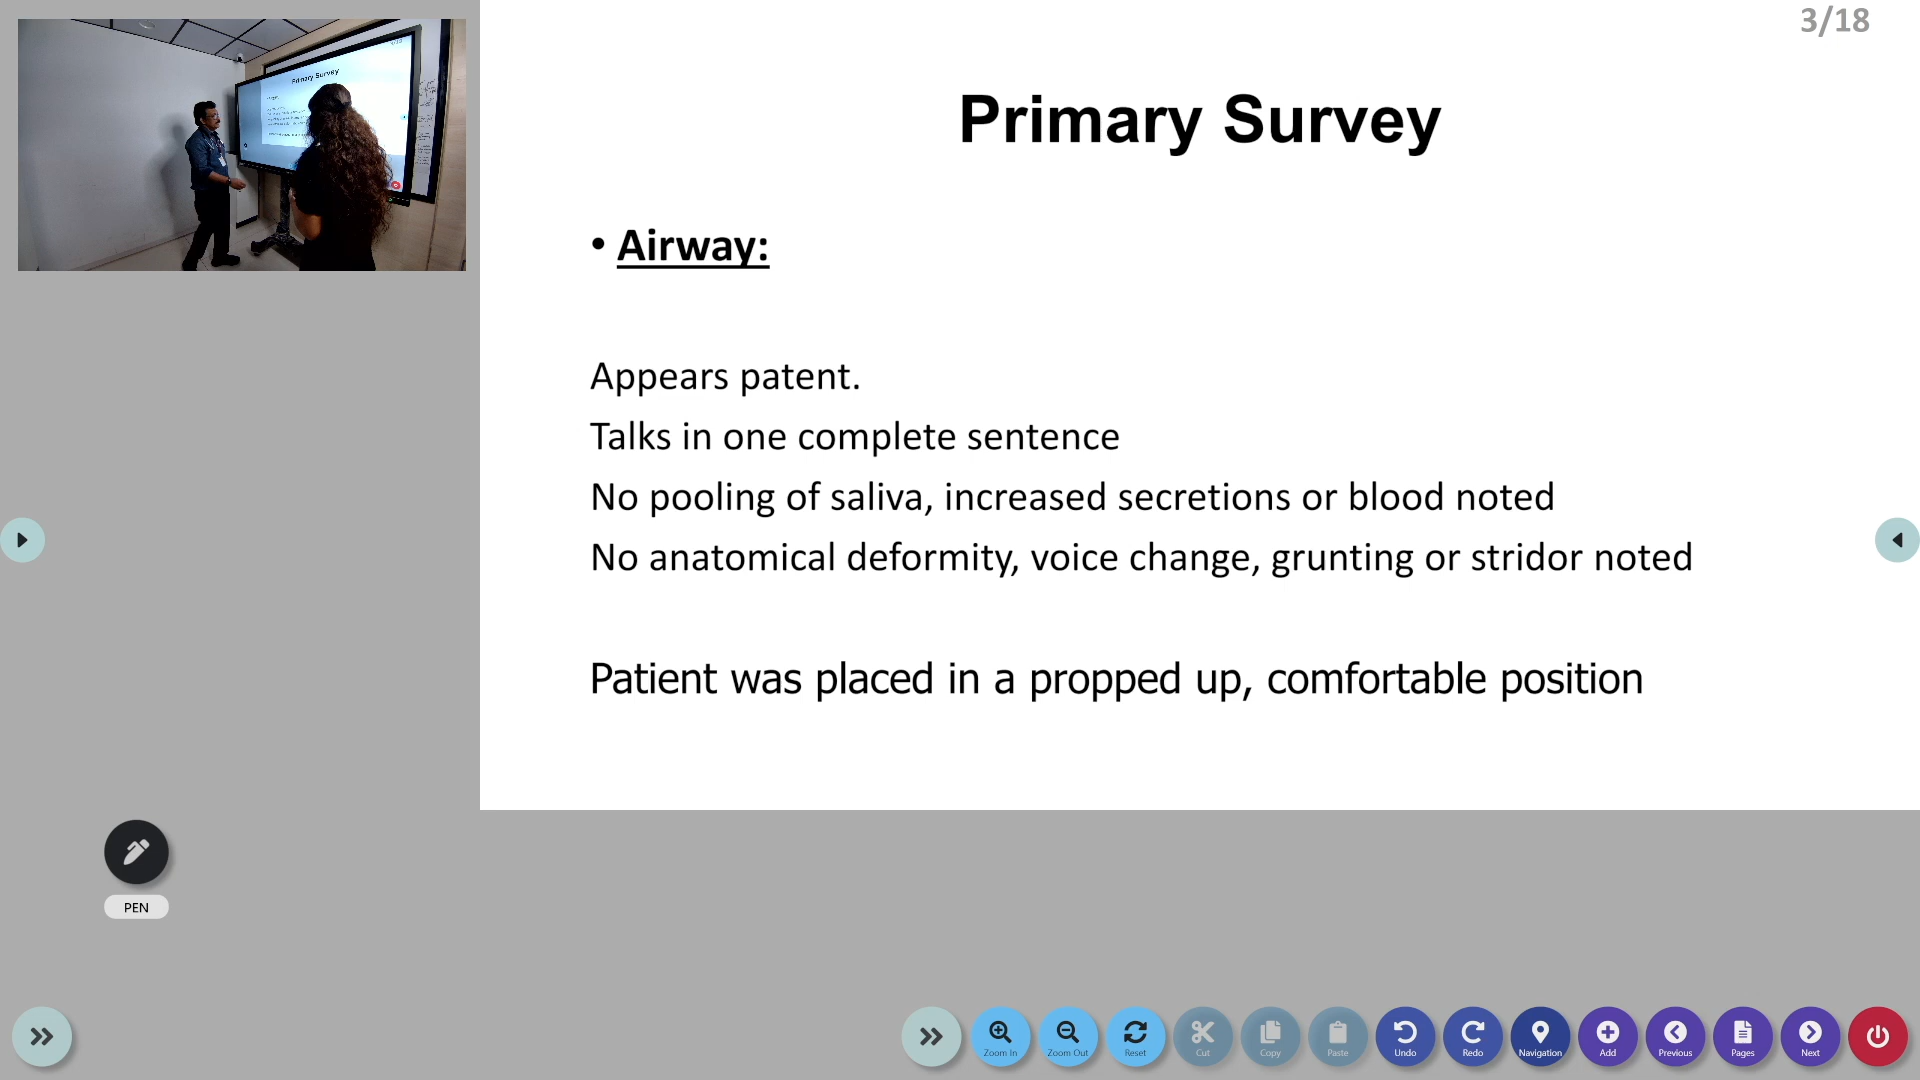 3/18
Primary Survey
• Airway:
Appears patent.
Talks in one complete sentence
No pooling of saliva, increased secretions or blood noted
No anatomical deformity, voice change, grunting or stridor noted
Patient was placed in a propped up, comfortable position
Primary Survey
PEN
Zoom In
Zoom Out
Reset
Cut
Copy
Paste
Undo
Redo
Navigation
Add
Previous
Pages
Next